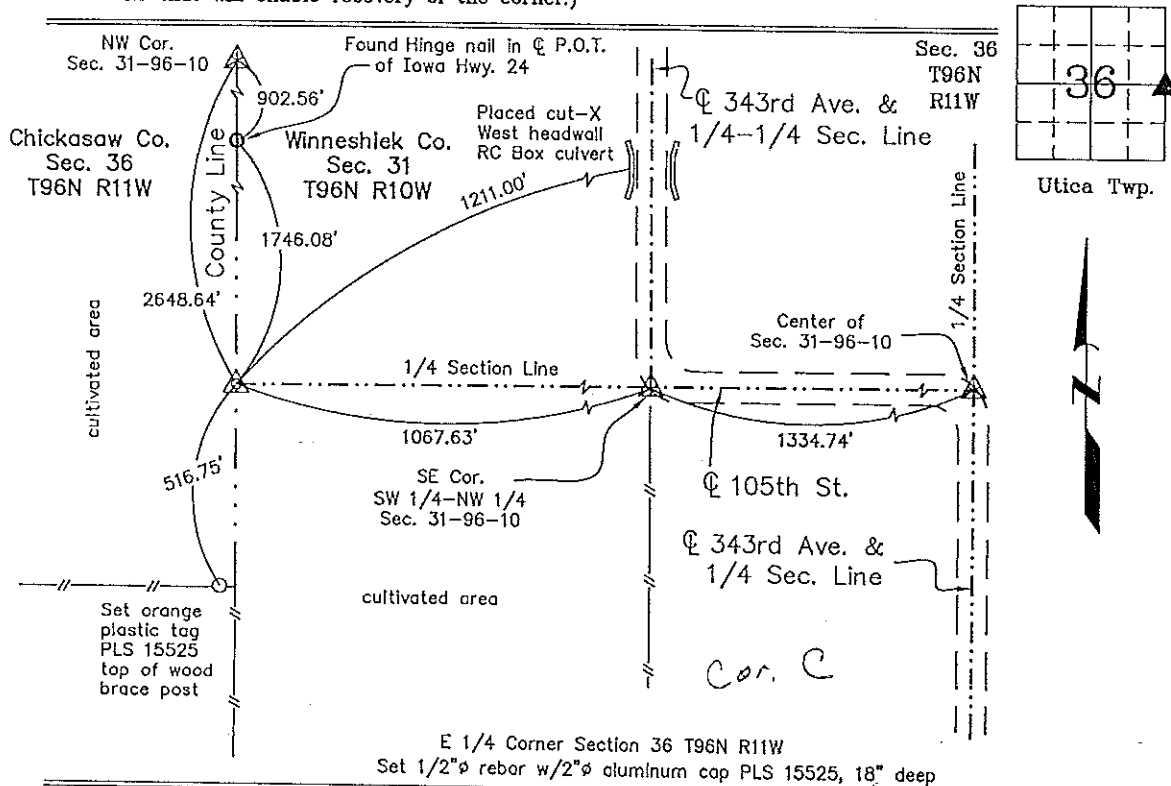 NW Cor.
Sec. 31-96-10
Found Hinge nail in ℄ P.O.T.
of Iowa Hwy. 24
902.56'
Chickasaw Co.
Sec. 36
T96N R11W
County Line
Winneshiek Co.
Sec. 31
T96N R10W
Placed cut-X
West headwall
RC Box culvert
℄ 343rd Ave. &
1/4-1/4 Sec. Line
Sec. 36
T96N
R11W
36
Utica Twp.
1211.00'
1746.08'
2648.64'
cultivated area
1/4 Section Line
Center of
Sec. 31-96-10
1/4 Section Line
1067.63'
1334.74'
516.75'
SE Cor.
SW 1/4-NW 1/4
Sec. 31-96-10
℄ 105th St.
℄ 343rd Ave. &
1/4 Sec. Line
Set orange
plastic tag
PLS 15525
top of wood
brace post
cultivated area
Cor. C
N
E 1/4 Corner Section 36 T96N R11W
Set 1/2"ø rebar w/2"ø aluminum cap PLS 15525, 18" deep